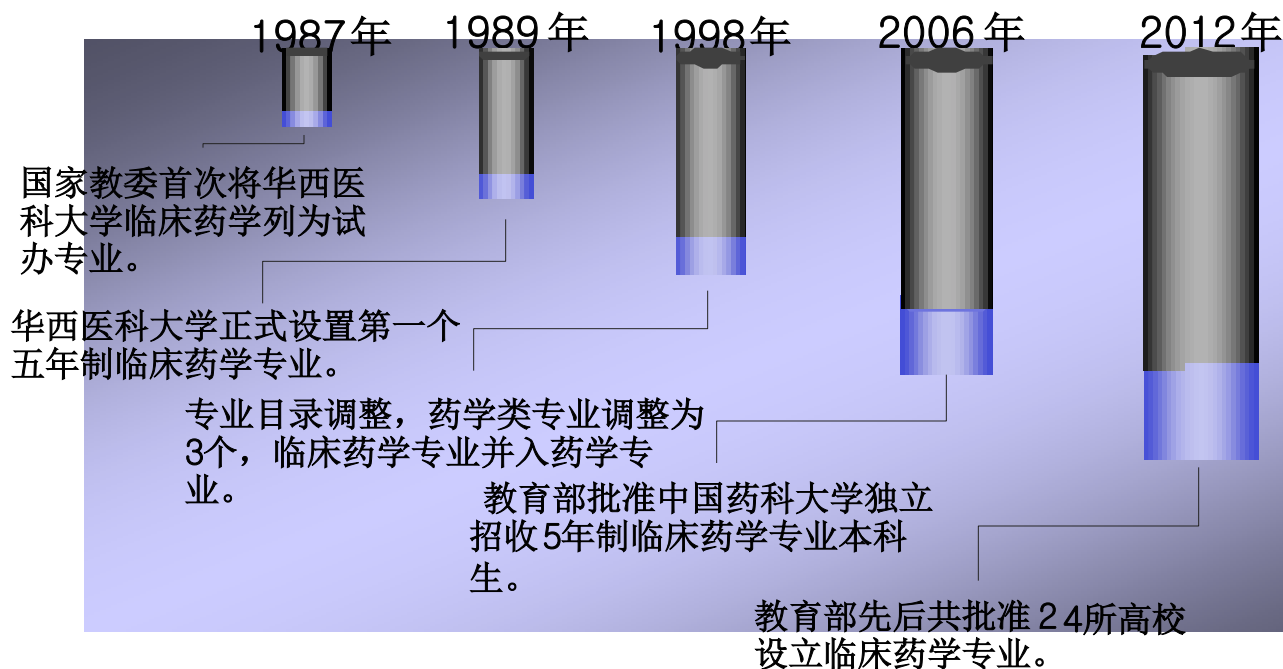 1987年 1989年 1998年 2006年 2012年
国家教委首次将华西医
科大学临床药学列为试
办专业。
华西医科大学正式设置第一个
五年制临床药学专业。
专业目录调整，药学类专业调整为
3个，临床药学专业并入药学专
业。
教育部批准中国药科大学独立
招收5年制临床药学专业本科
生。
教育部先后共批准24所高校
设立临床药学专业。